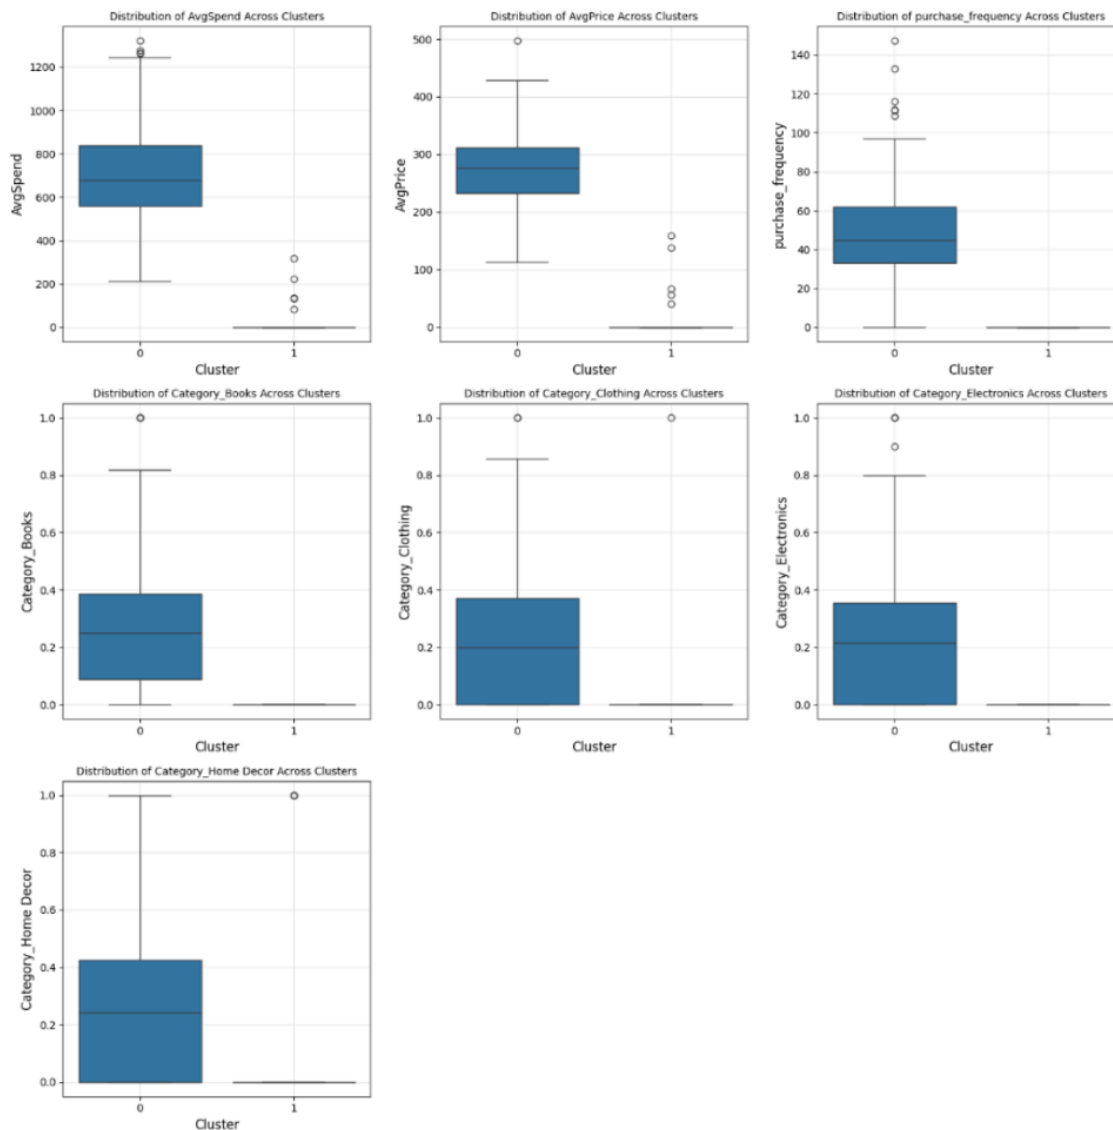 Distribution of AvgSpend Across Clusters
1200
1000
800
600
400
200
0
AvgSpend
0 1
Cluster
Distribution of AvgPrice Across Clusters
500
400
300
200
100
0
AvgPrice
0 1
Cluster
Distribution of purchase_frequency Across Clusters
140
120
100
80
60
40
20
0
purchase_frequency
0 1
Cluster
Distribution of Category_Books Across Clusters
1.0
0.8
0.6
0.4
0.2
0.0
Category_Books
0 1
Cluster
Distribution of Category_Clothing Across Clusters
1.0
0.8
0.6
0.4
0.2
0.0
Category_Clothing
0 1
Cluster
Distribution of Category_Electronics Across Clusters
1.0
0.8
0.6
0.4
0.2
0.0
Category_Electronics
0 1
Cluster
Distribution of Category_Home Decor Across Clusters
1.0
0.8
0.6
0.4
0.2
0.0
Category_Home Decor
0 1
Cluster